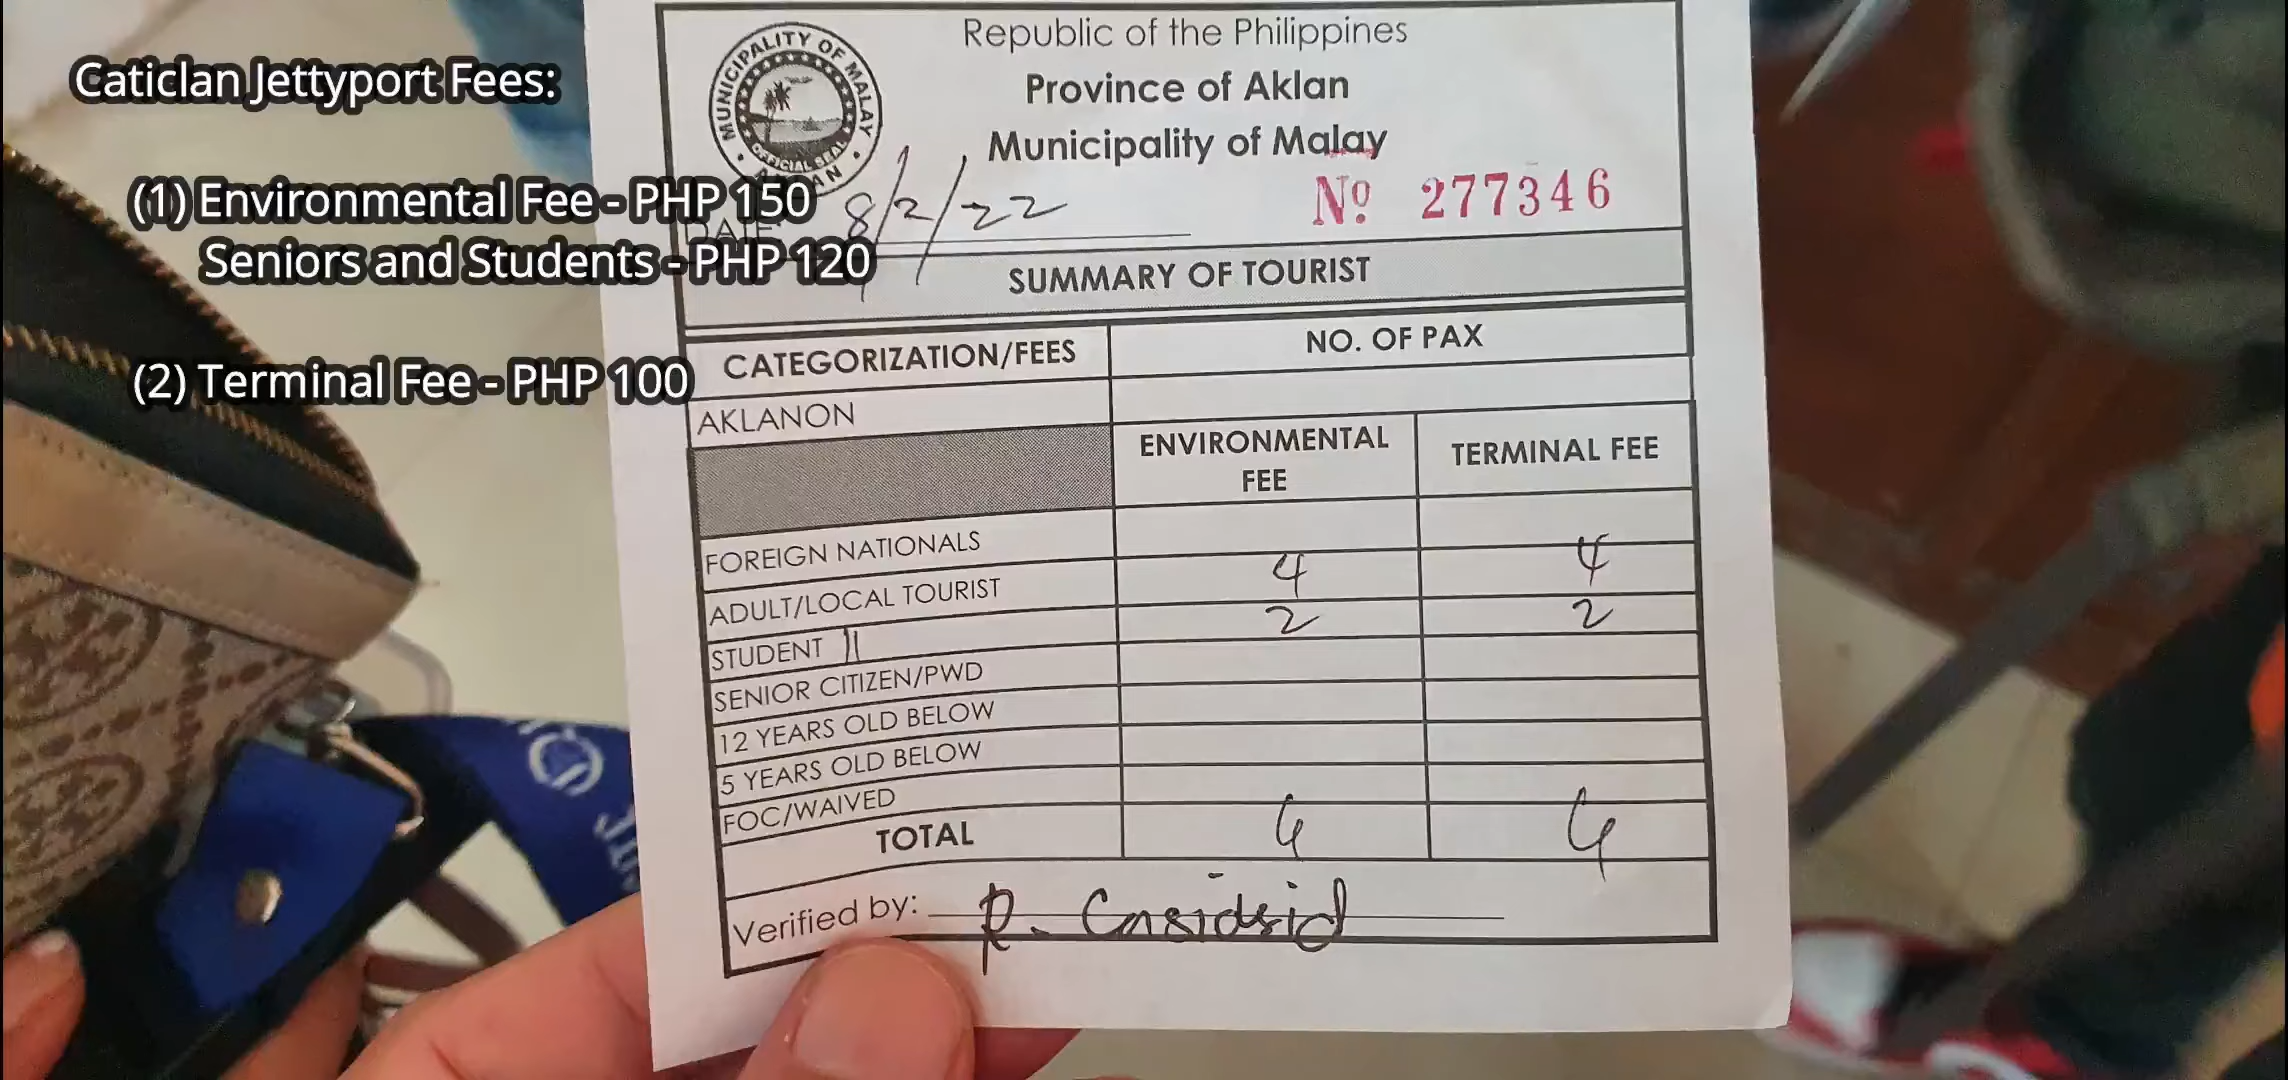 Caticlan Jettyport Fees:
(1) Environmental Fee - PHP 150
Seniors and Students - PHP 120
(2) Terminal Fee - PHP 100
MUNICIPALITY OF MALAY
OFFICIAL SEAL
AKLAN
Republic of the Philippines
Province of Aklan
Municipality of Malay
Nº 277346
DATE: 8/2/22
SUMMARY OF TOURIST
CATEGORIZATION/FEES NO. OF PAX
AKLANON
ENVIRONMENTAL FEE TERMINAL FEE
FOREIGN NATIONALS
ADULT/LOCAL TOURIST 4 4
STUDENT 2 2
SENIOR CITIZEN/PWD
12 YEARS OLD BELOW
5 YEARS OLD BELOW
FOC/WAIVED
TOTAL 6 6
Verified by: R.